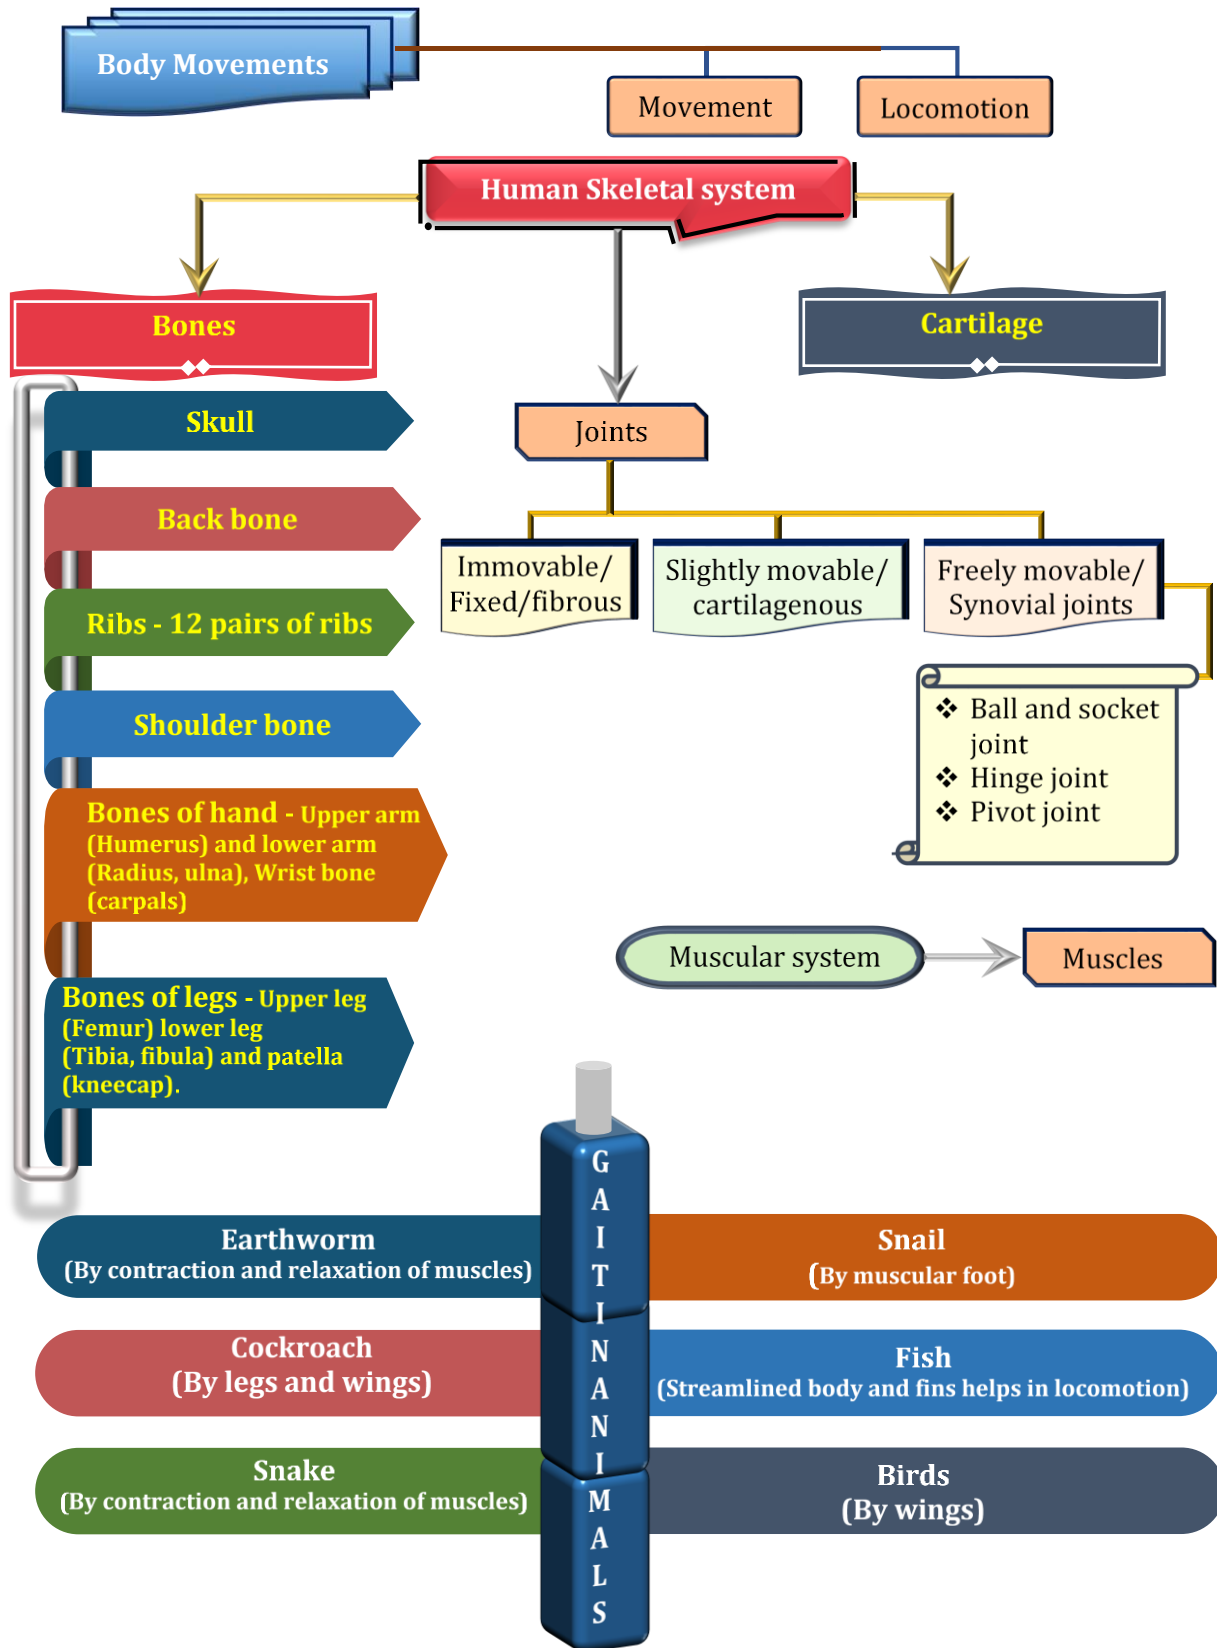 Body Movements
Movement
Locomotion
Human Skeletal system
Bones
Cartilage
Skull
Back bone
Ribs - 12 pairs of ribs
Shoulder bone
Bones of hand - Upper arm
(Humerus) and lower arm
(Radius, ulna), Wrist bone
(carpals)
Bones of legs - Upper leg
(Femur) lower leg
(Tibia, fibula) and patella
(kneecap).
Joints
Immovable/
Fixed/fibrous
Slightly movable/
cartilagenous
Freely movable/
Synovial joints
❖ Ball and socket
joint
❖ Hinge joint
❖ Pivot joint
Muscular system
Muscles
GAIT IN ANIMALS
Earthworm
(By contraction and relaxation of muscles)
Snail
(By muscular foot)
Cockroach
(By legs and wings)
Fish
(Streamlined body and fins helps in locomotion)
Snake
(By contraction and relaxation of muscles)
Birds
(By wings)